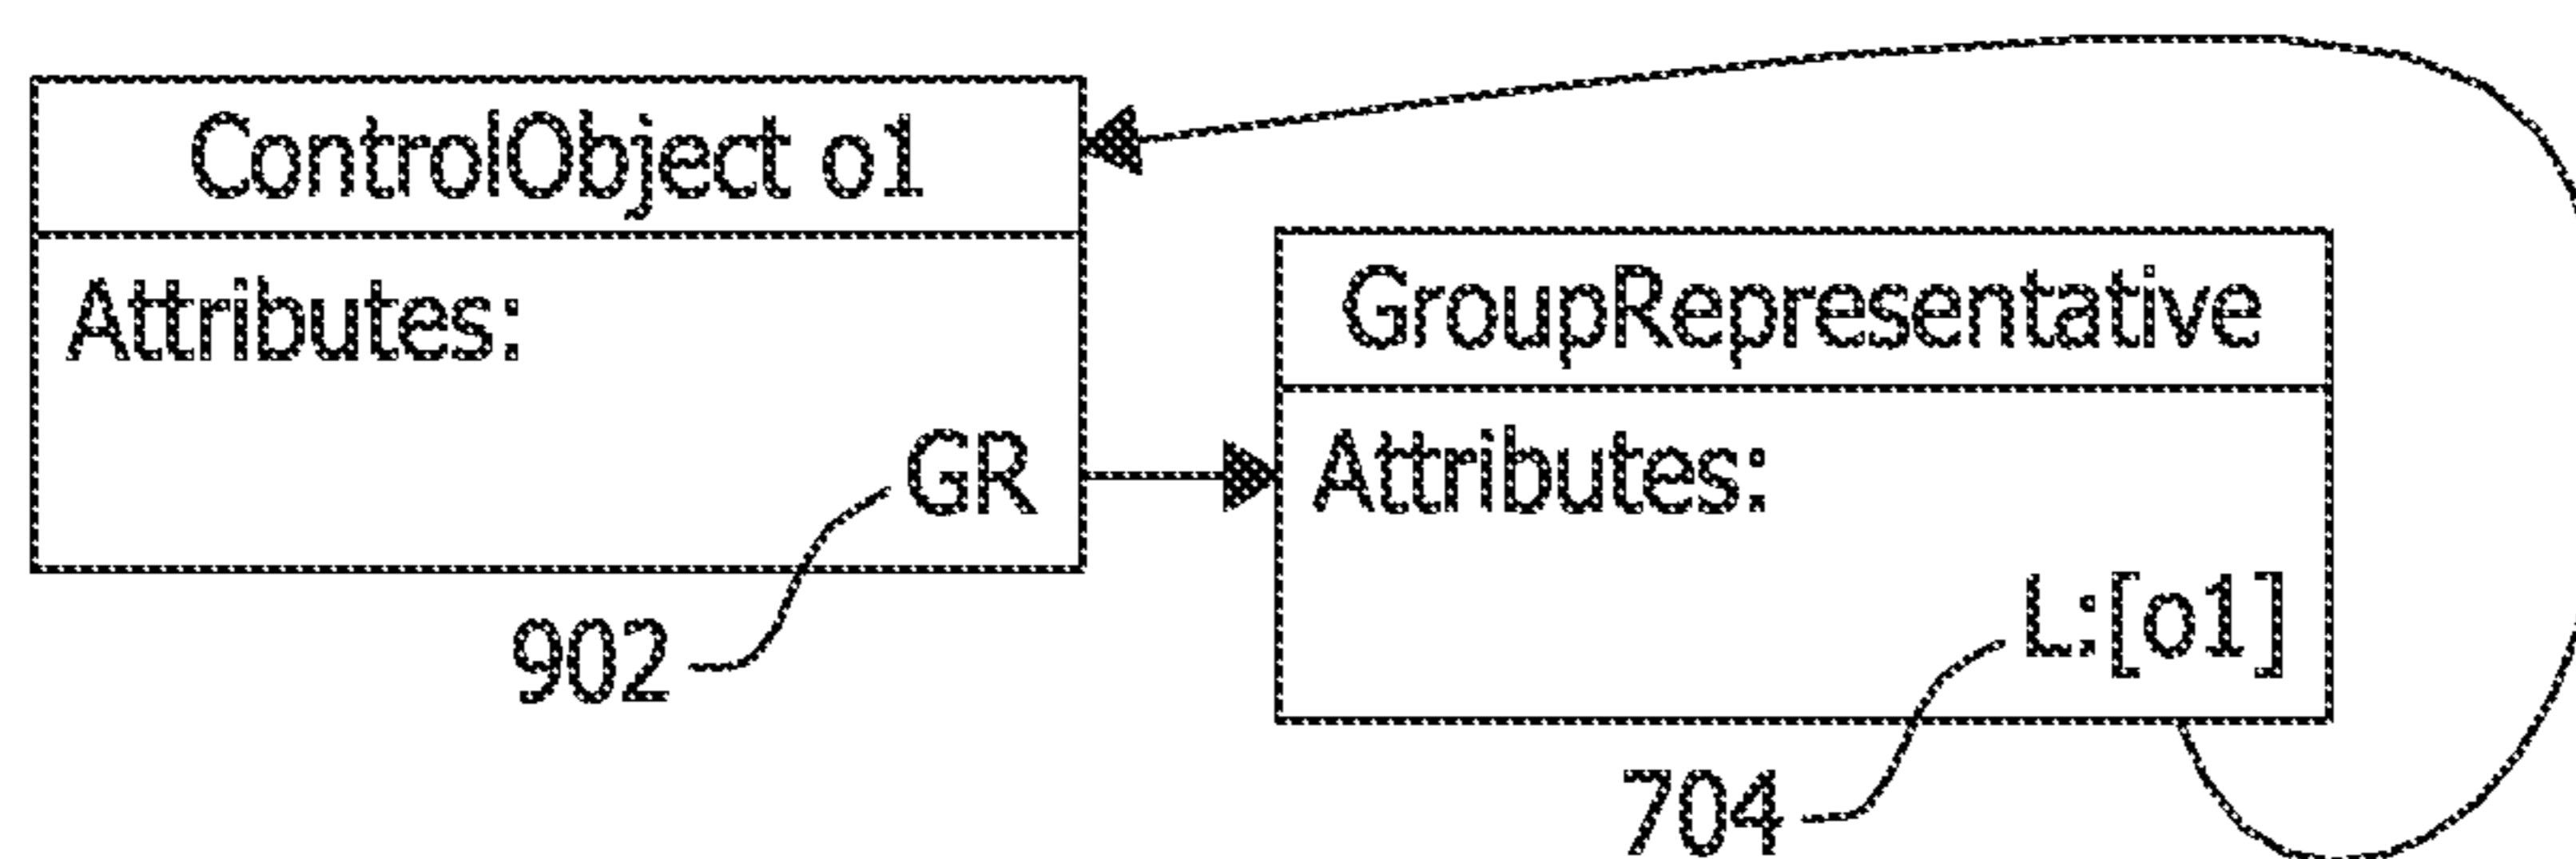 ControlObject o1
Attributes:
GR
902
GroupRepresentative
Attributes:
L:[o1]
704